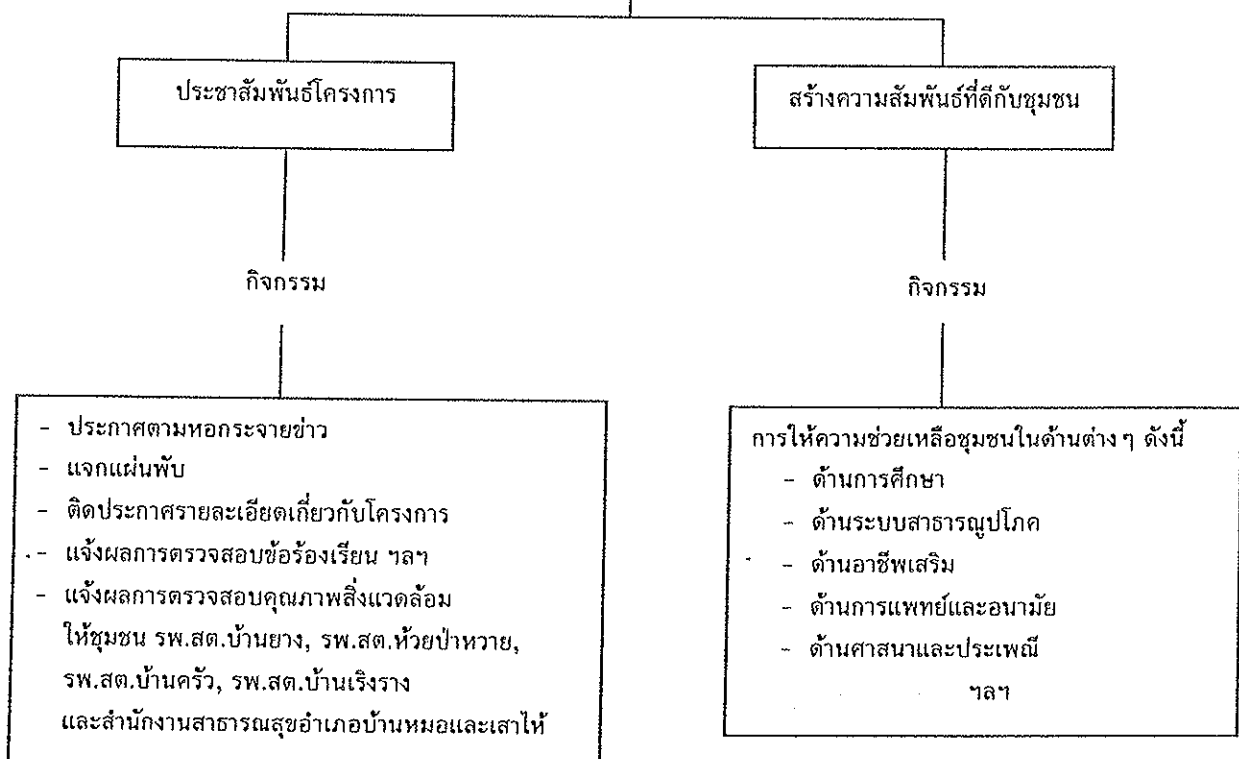 ประชาสัมพันธ์โครงการ
กิจกรรม
- ประกาศตามหอกระจายข่าว
- แจกแผ่นพับ
- ติดประกาศรายละเอียดเกี่ยวกับโครงการ
- แจ้งผลการตรวจสอบข้อร้องเรียน ฯลฯ
- แจ้งผลการตรวจสอบคุณภาพสิ่งแวดล้อม
ให้ชุมชน รพ.สต.บ้านยาง, รพ.สต.ห้วยป่าหวาย,
รพ.สต.บ้านครัว, รพ.สต.บ้านเริงราง
และสำนักงานสาธารณสุขอำเภอบ้านหมอและเสาไห้
สร้างความสัมพันธ์ที่ดีกับชุมชน
กิจกรรม
การให้ความช่วยเหลือชุมชนในด้านต่าง ๆ ดังนี้
- ด้านการศึกษา
- ด้านระบบสาธารณูปโภค
- ด้านอาชีพเสริม
- ด้านการแพทย์และอนามัย
- ด้านศาสนาและประเพณี
ฯลฯ